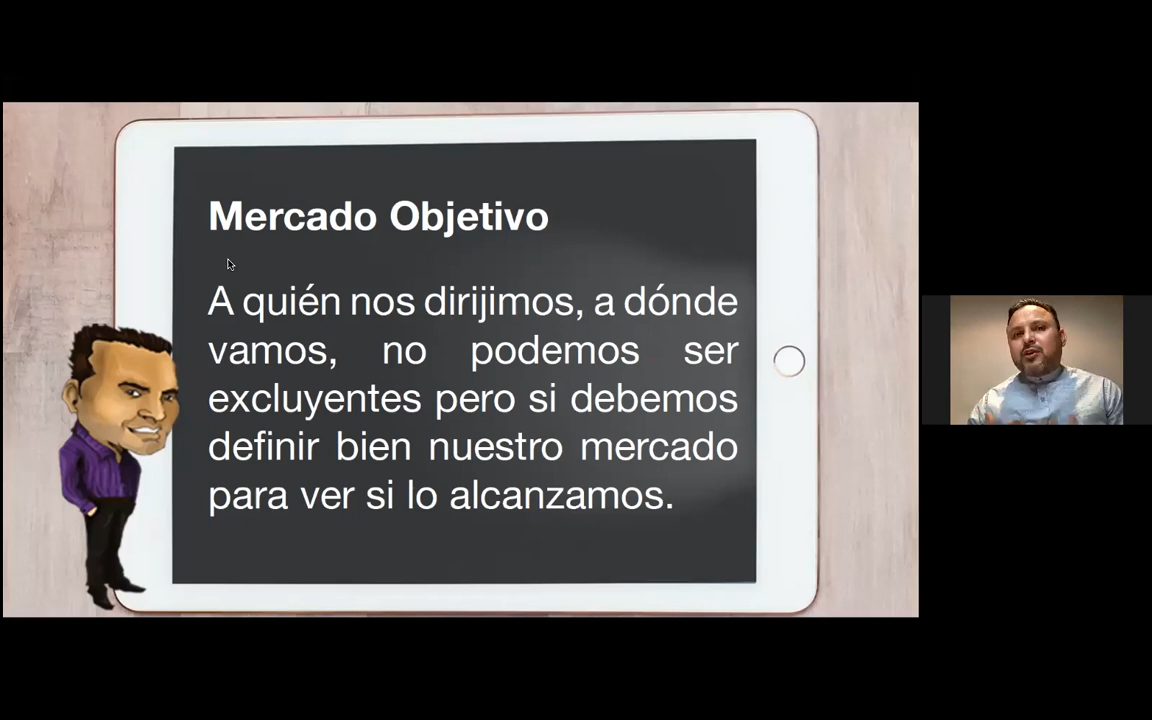 Mercado Objetivo
A quién nos dirijimos, a dónde
vamos, no podemos ser
excluyentes pero si debemos
definir bien nuestro mercado
para ver si lo alcanzamos.